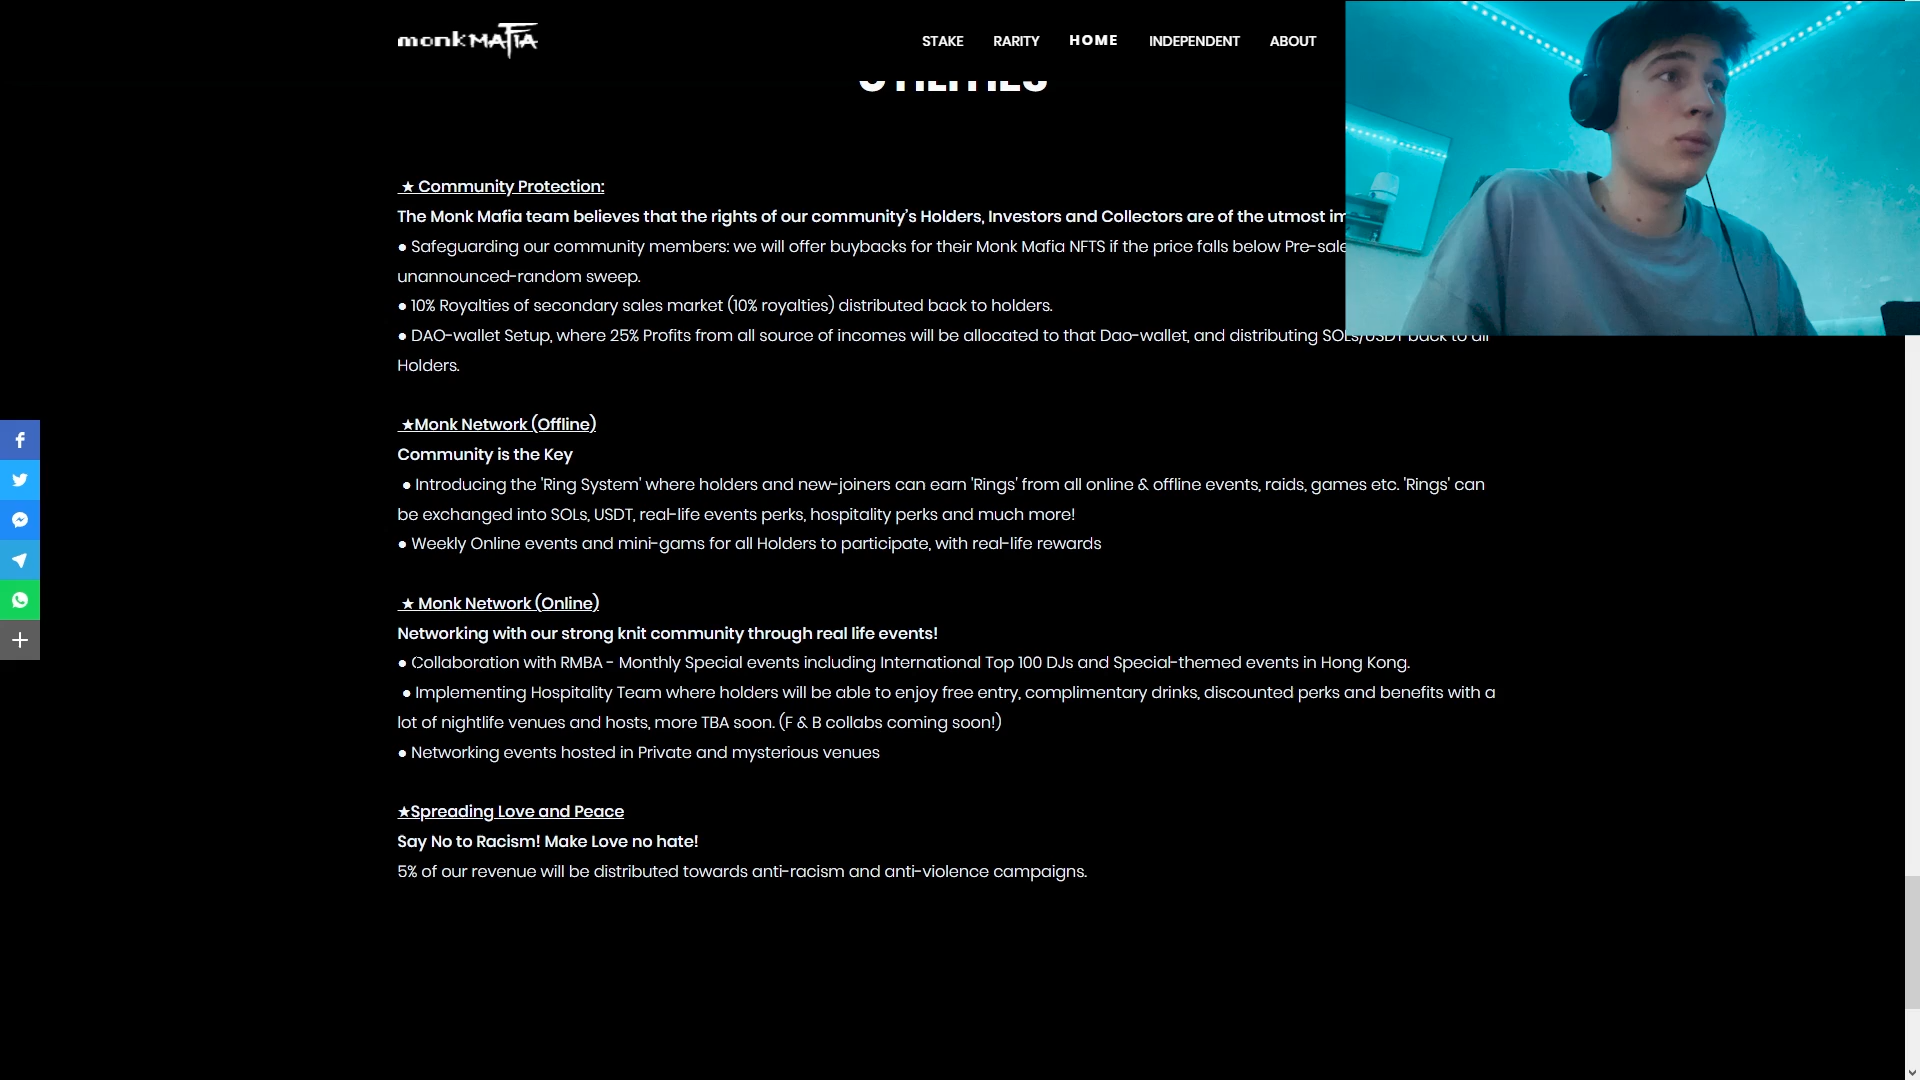 monkMAFIA
STAKE
RARITY
HOME
INDEPENDENT
ABOUT
UTILITIES
★ Community Protection:
The Monk Mafia team believes that the rights of our community’s Holders, Investors and Collectors are of the utmost
● Safeguarding our community members: we will offer buybacks for their Monk Mafia NFTS if the price falls below Pre-sale
unannounced-random sweep.
● 10% Royalties of secondary sales market (10% royalties) distributed back to holders.
● DAO-wallet Setup, where 25% Profits from all source of incomes will be allocated to that Dao-wallet, and distributing SOLs/USDT back to all
Holders.
★Monk Network (Offline)
Community is the Key
● Introducing the 'Ring System' where holders and new-joiners can earn 'Rings' from all online & offline events, raids, games etc. 'Rings' can
be exchanged into SOLs, USDT, real-life events perks, hospitality perks and much more!
● Weekly Online events and mini-gams for all Holders to participate, with real-life rewards
★ Monk Network (Online)
Networking with our strong knit community through real life events!
● Collaboration with RMBA - Monthly Special events including International Top 100 DJs and Special-themed events in Hong Kong.
● Implementing Hospitality Team where holders will be able to enjoy free entry, complimentary drinks, discounted perks and benefits with a
lot of nightlife venues and hosts, more TBA soon. (F & B collabs coming soon!)
● Networking events hosted in Private and mysterious venues
★Spreading Love and Peace
Say No to Racism! Make Love no hate!
5% of our revenue will be distributed towards anti-racism and anti-violence campaigns.